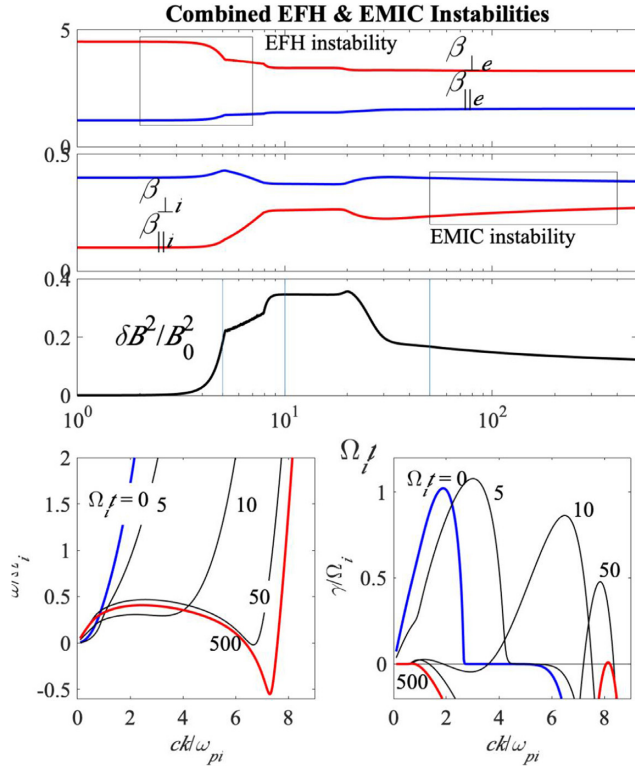 Combined EFH & EMIC Instabilities
5
EFH instability
β⊥e
β||e
0
0.5
β⊥i
β||i
EMIC instability
0
0.4
δB²/B₀²
0.2
0
10⁰ 10¹ 10²
Ωᵢt
2
1.5
1
0.5
0
-0.5
ω/Ωᵢ
Ωᵢt=0
5
10
50
500
0 2 4 6 8
ck/ωpi
1
0.5
0
γ/Ωᵢ
Ωᵢt=0
5
10
50
500
0 2 4 6 8
ck/ωpi